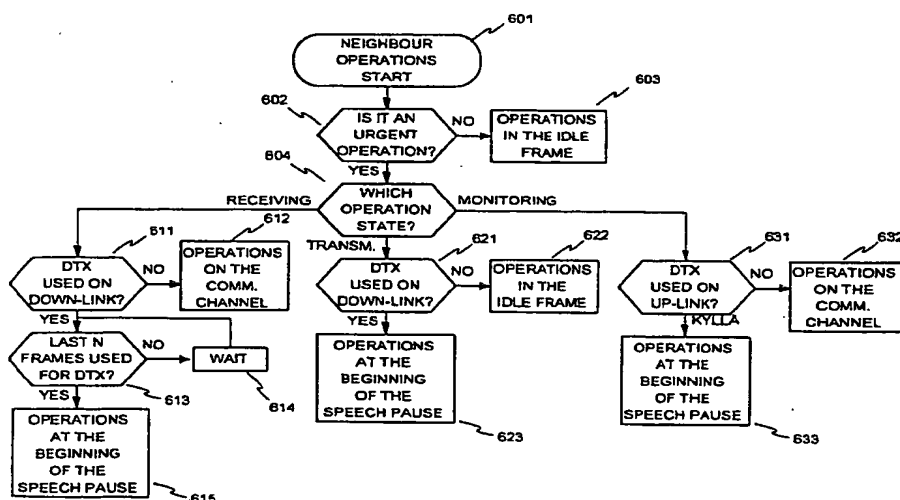 601
NEIGHBOUR
OPERATIONS
START
602
IS IT AN
URGENT
OPERATION?
NO
603
OPERATIONS
IN THE IDLE
FRAME
YES
604
WHICH
OPERATION
STATE?
RECEIVING
TRANSM.
MONITORING
611
DTX
USED ON
DOWN-LINK?
NO
612
OPERATIONS
ON THE
COMM.
CHANNEL
YES
LAST N
FRAMES USED
FOR DTX?
613
NO
WAIT
614
YES
OPERATIONS
AT THE
BEGINNING
OF THE
SPEECH PAUSE
615
621
DTX
USED ON
DOWN-LINK?
NO
622
OPERATIONS
IN THE
IDLE FRAME
YES
OPERATIONS
AT THE
BEGINNING
OF THE
SPEECH PAUSE
623
631
DTX
USED ON
UP-LINK?
NO
632
OPERATIONS
ON THE
COMM.
CHANNEL
KYLLA
OPERATIONS
AT THE
BEGINNING
OF THE
SPEECH PAUSE
633